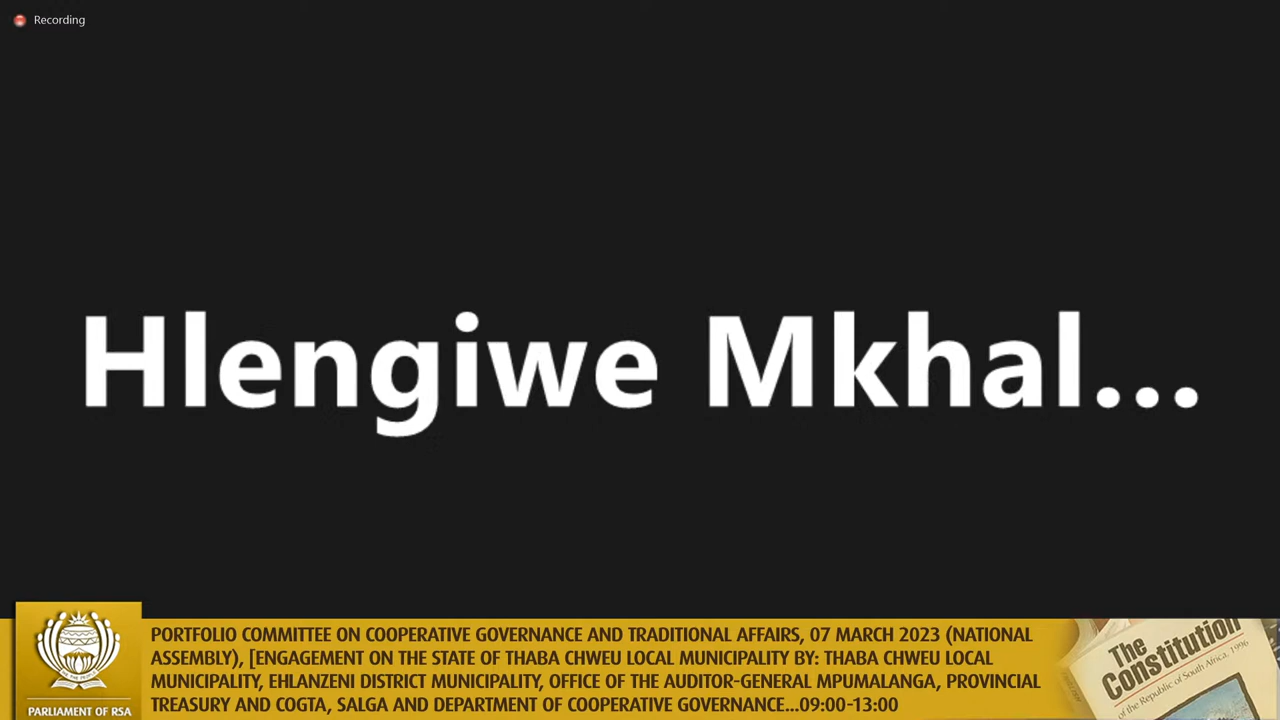 Recording
Hlengiwe Mkhal...
PORTFOLIO COMMITTEE ON COOPERATIVE GOVERNANCE AND TRADITIONAL AFFAIRS, 07 MARCH 2023 (NATIONAL
ASSEMBLY), [ENGAGEMENT ON THE STATE OF THABA CHWEU LOCAL MUNICIPALITY BY: THABA CHWEU LOCAL
MUNICIPALITY, EHLANZENI DISTRICT MUNICIPALITY, OFFICE OF THE AUDITOR-GENERAL MPUMALANGA, PROVINCIAL
TREASURY AND COGTA, SALGA AND DEPARTMENT OF COOPERATIVE GOVERNANCE...09:00-13:00
PARLIAMENT OF RSA
The
Constitution
of the Republic of South Africa, 1996